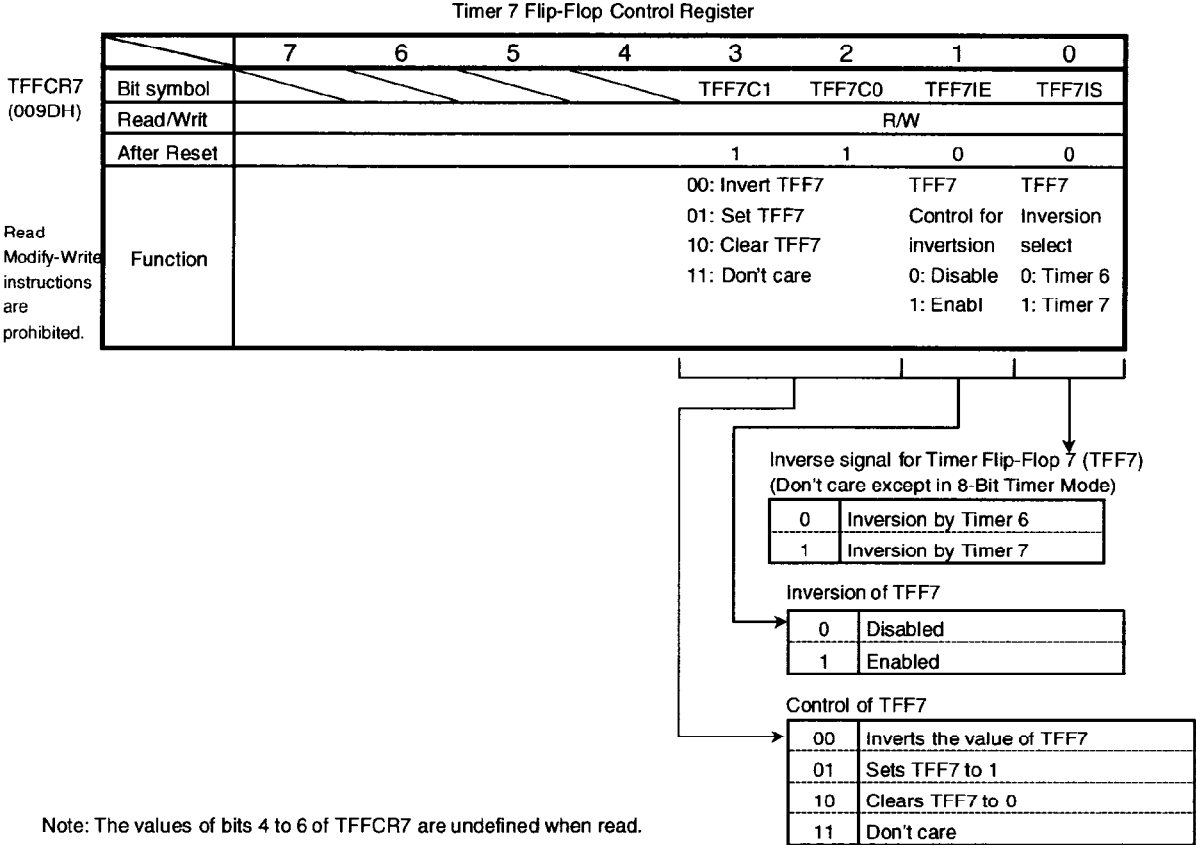 Timer 7 Flip-Flop Control Register
7 6 5 4 3 2 1 0
TFFCR7
(009DH)
Bit symbol TFF7C1 TFF7C0 TFF7IE TFF7IS
Read/Writ R/W
After Reset 1 1 0 0
Read
Modify-Write
instructions
are
prohibited.
Function
00: Invert TFF7
01: Set TFF7
10: Clear TFF7
11: Don't care
TFF7
Control for
invertsion
0: Disable
1: Enabl
TFF7
Inversion
select
0: Timer 6
1: Timer 7
Inverse signal for Timer Flip-Flop 7 (TFF7)
(Don't care except in 8-Bit Timer Mode)
0 Inversion by Timer 6
1 Inversion by Timer 7
Inversion of TFF7
0 Disabled
1 Enabled
Control of TFF7
00 Inverts the value of TFF7
01 Sets TFF7 to 1
10 Clears TFF7 to 0
11 Don't care
Note: The values of bits 4 to 6 of TFFCR7 are undefined when read.